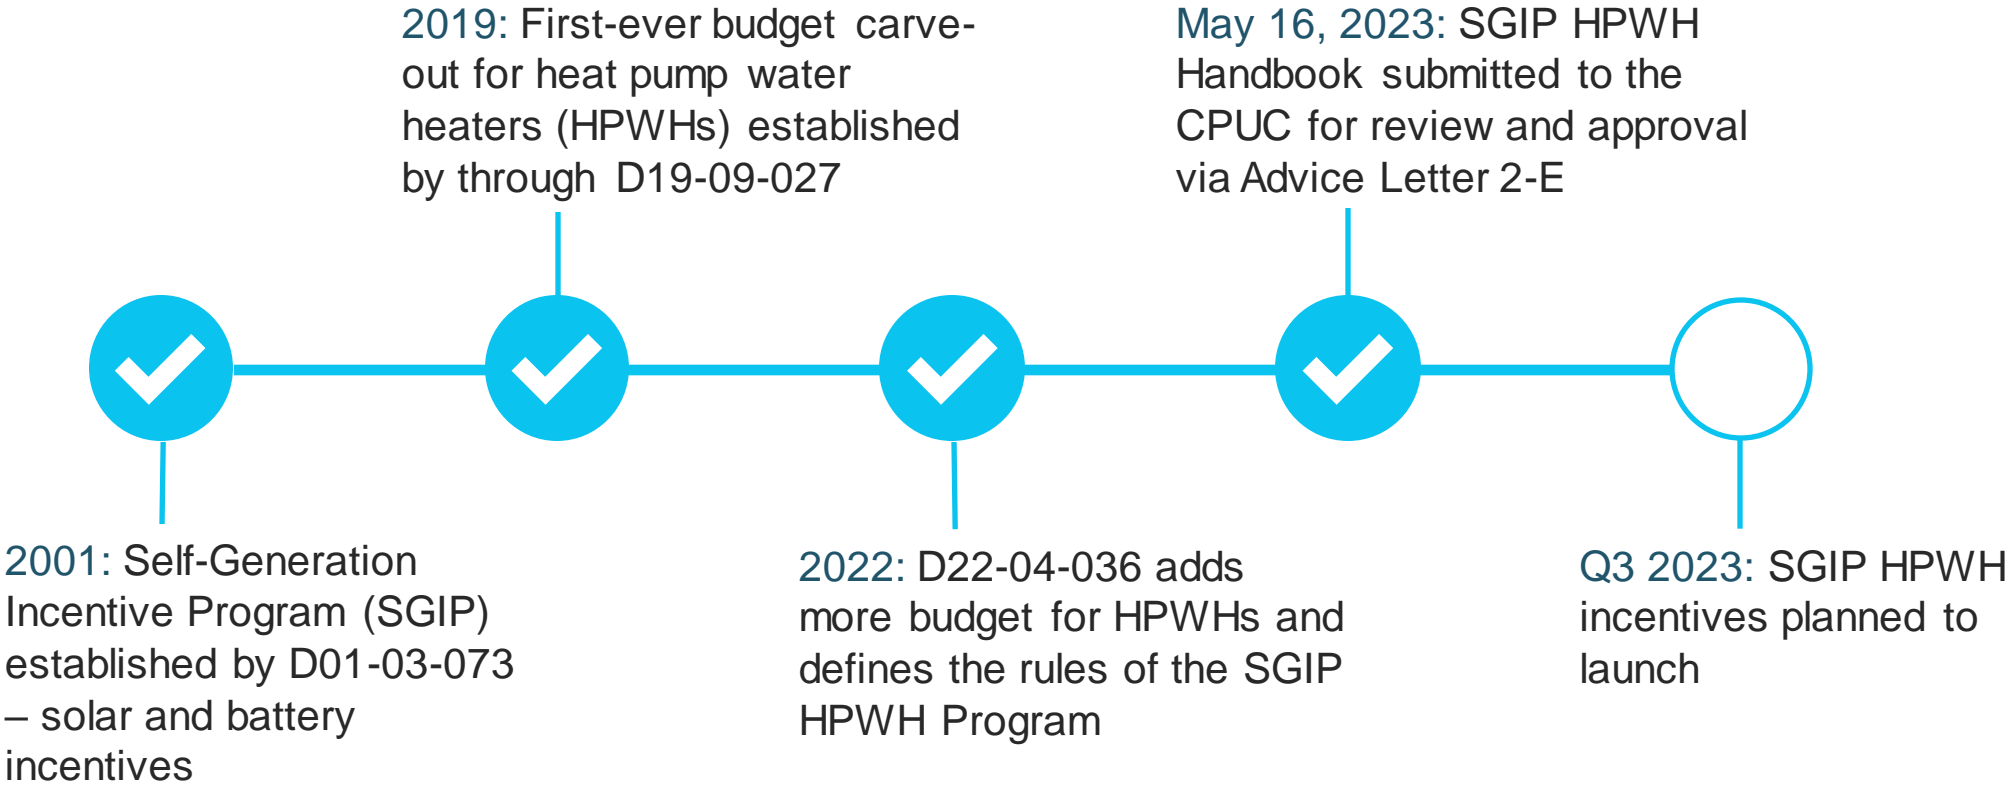 2019: First-ever budget carve-
out for heat pump water
heaters (HPWHs) established
by through D19-09-027
May 16, 2023: SGIP HPWH
Handbook submitted to the
CPUC for review and approval
via Advice Letter 2-E
2001: Self-Generation
Incentive Program (SGIP)
established by D01-03-073
– solar and battery
incentives
2022: D22-04-036 adds
more budget for HPWHs and
defines the rules of the SGIP
HPWH Program
Q3 2023: SGIP HPWH
incentives planned to
launch